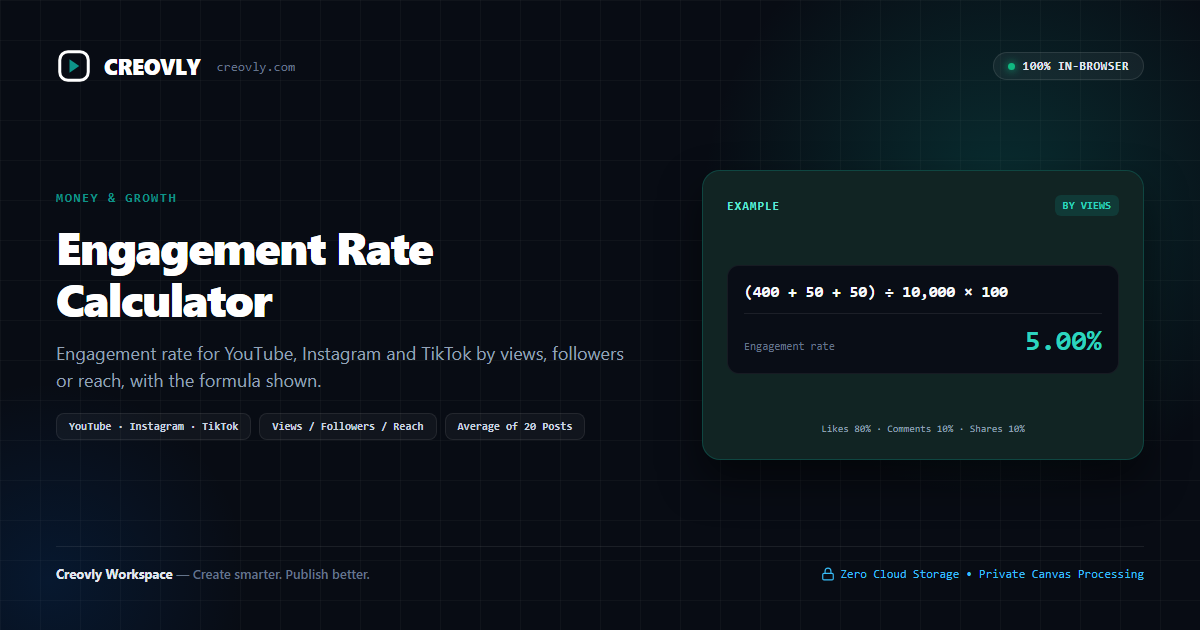 CREOVLY creovly.com
100% IN-BROWSER
MONEY & GROWTH
Engagement Rate
Calculator
Engagement rate for YouTube, Instagram and TikTok by views, followers
or reach, with the formula shown.
YouTube · Instagram · TikTok
Views / Followers / Reach
Average of 20 Posts
EXAMPLE
BY VIEWS
(400 + 50 + 50) ÷ 10,000 × 100
Engagement rate 5.00%
Likes 80% · Comments 10% · Shares 10%
Creovly Workspace — Create smarter. Publish better.
Zero Cloud Storage • Private Canvas Processing